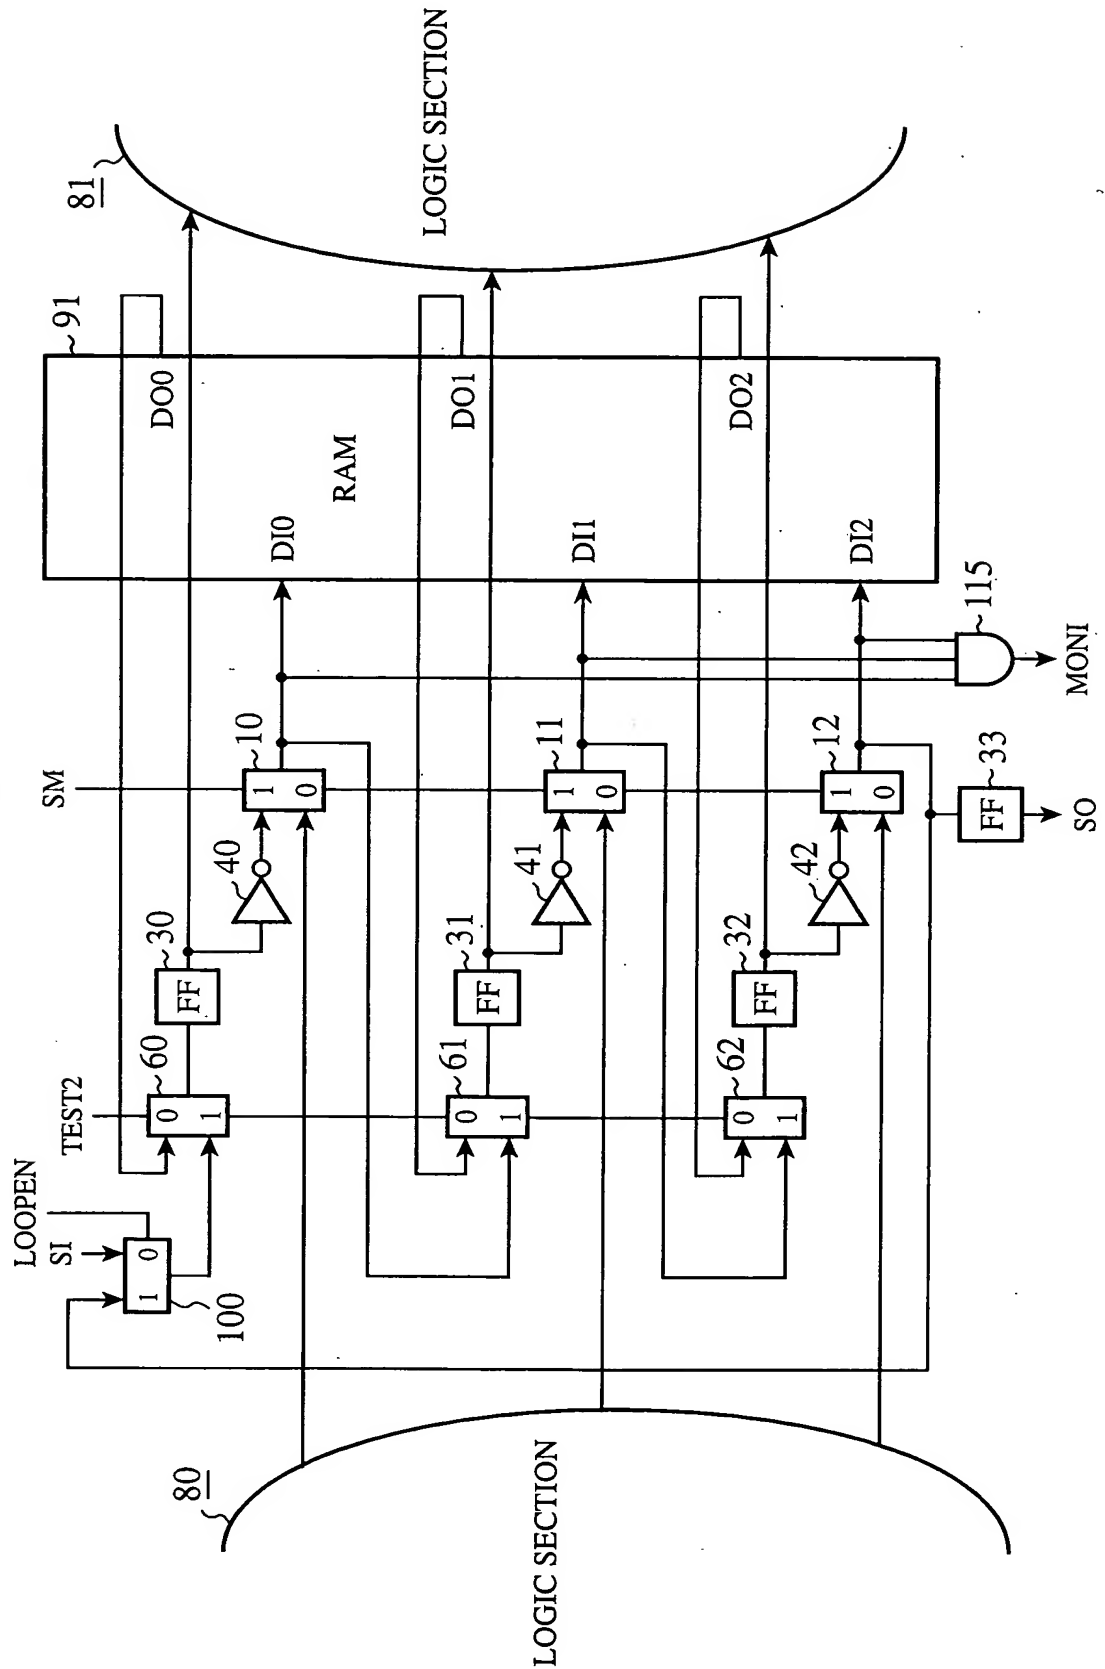 81
LOGIC SECTION
91
DO0
DO1
DO2
RAM
DI0
DI1
DI2
115
MONI
SM
1 0
10
1 0
11
1 0
12
FF
33
SO
40
41
42
FF
30
FF
31
FF
32
TEST2
0 1
60
0 1
61
0 1
62
LOOPEN
SI
1 0
100
80
LOGIC SECTION